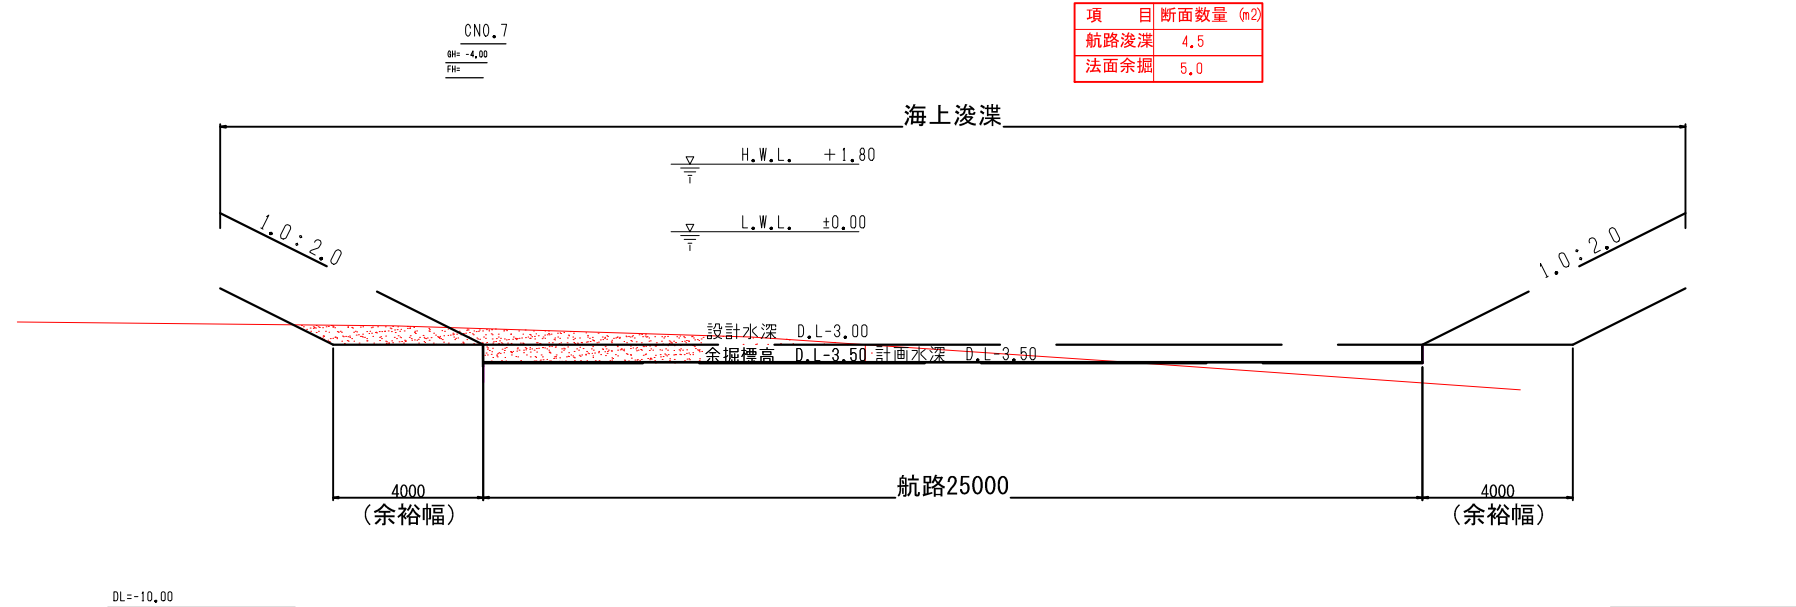 CNO.7
GH= -4.00
FH=
項　目 断面数量 (m2)
航路浚渫 4.5
法面余掘 5.0
海上浚渫
H.W.L. +1.80
L.W.L. ±0.00
1.0:2.0
1.0:2.0
設計水深 D.L-3.00
余掘標高 D.L-3.50 計画水深 D.L-3.50
4000
(余裕幅)
航路25000
4000
(余裕幅)
DL=-10.00